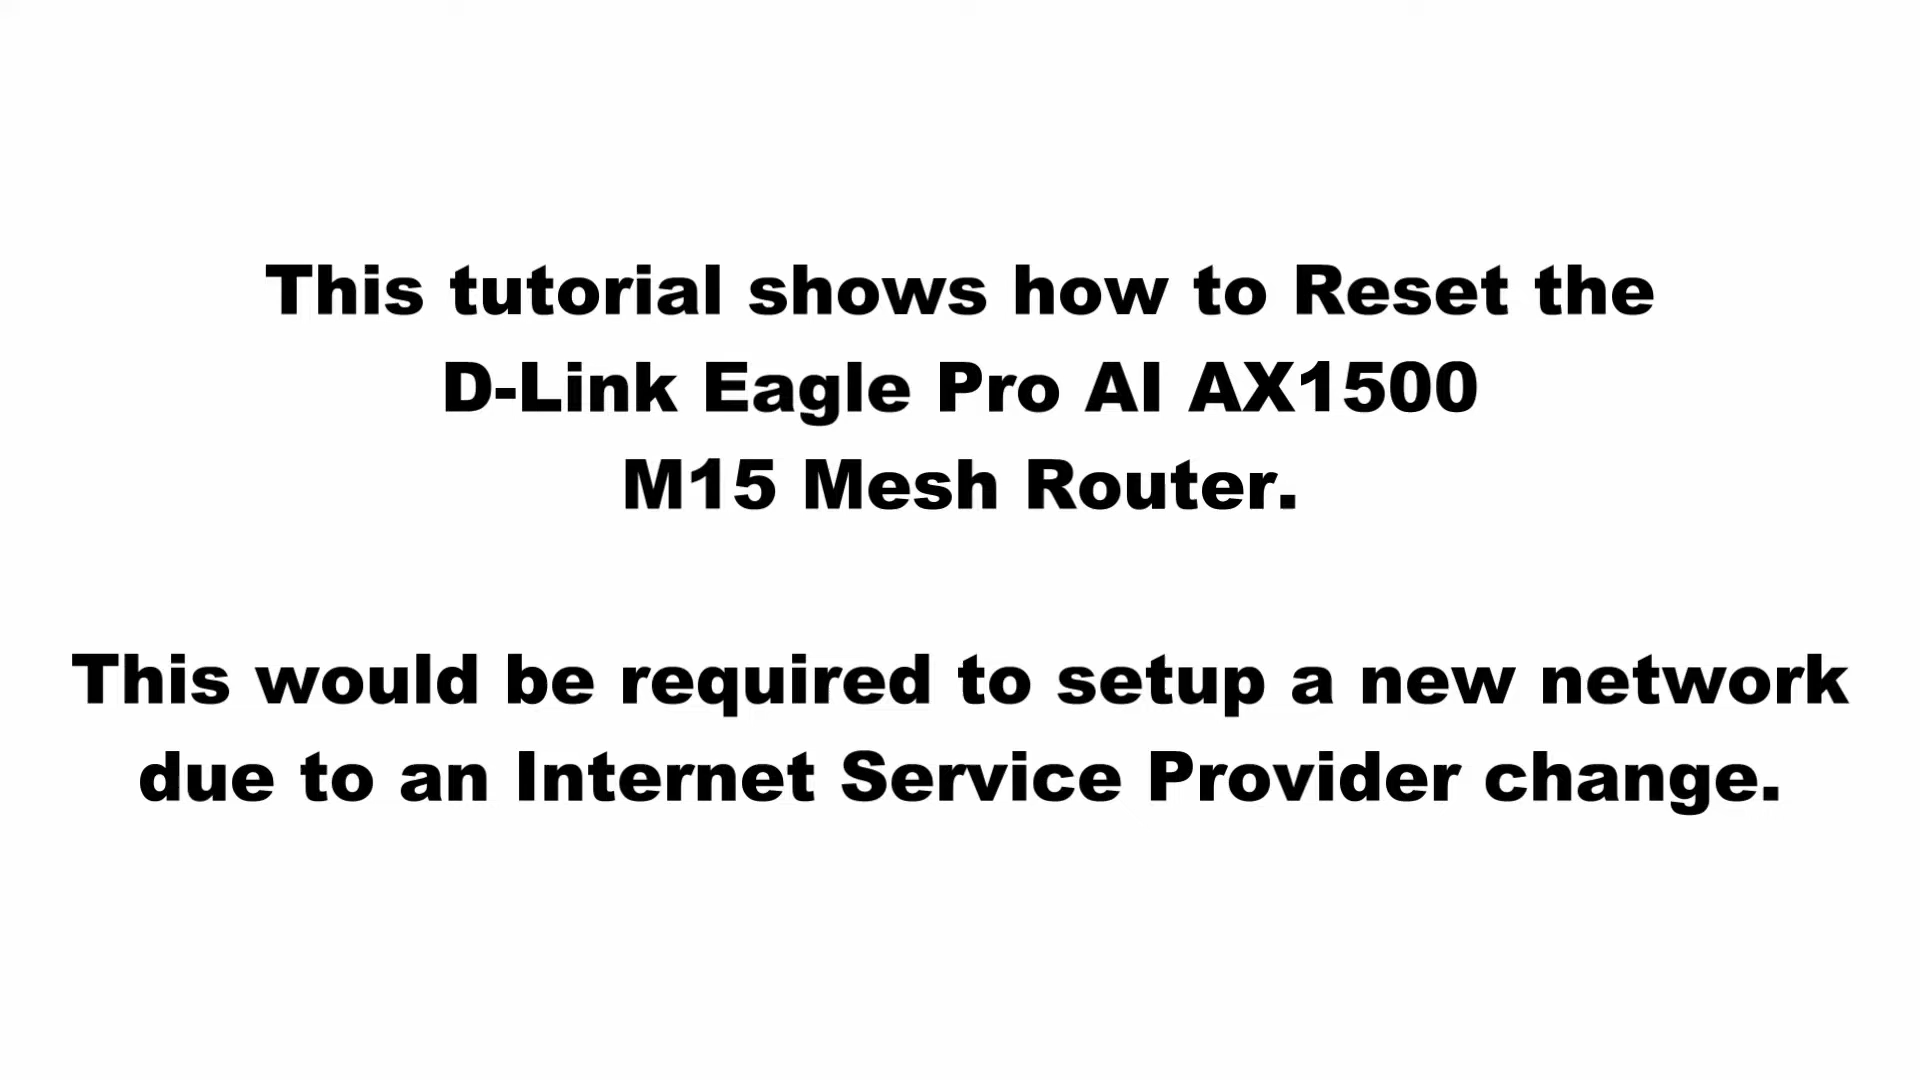 This tutorial shows how to Reset the
D-Link Eagle Pro AI AX1500
M15 Mesh Router.
This would be required to setup a new network
due to an Internet Service Provider change.